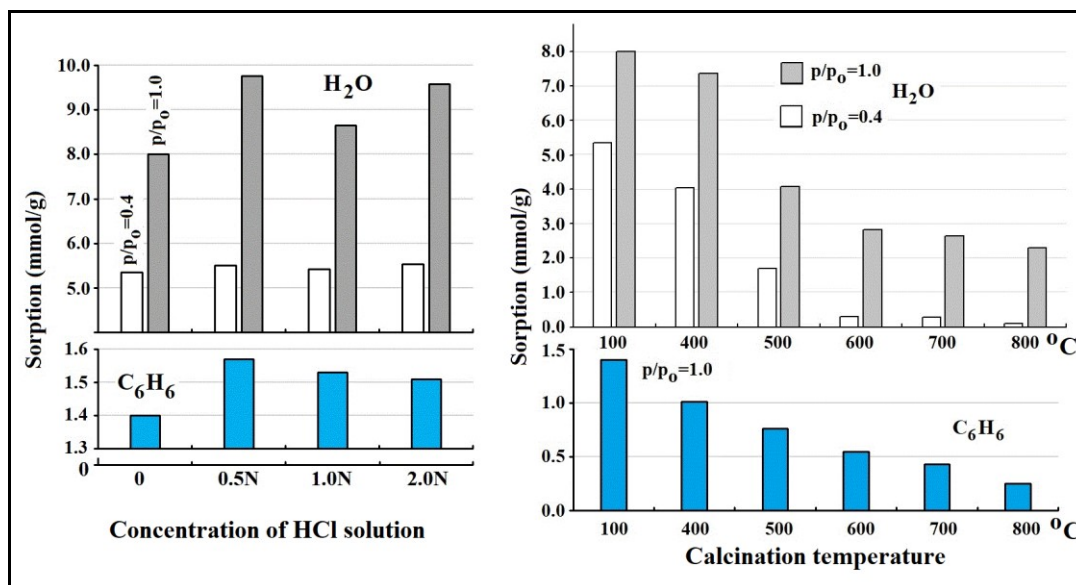 10.0
9.0
8.0
7.0
6.0
5.0
H₂O
p/pₒ=1.0
p/pₒ=0.4
Sorption (mmol/g)
1.6
1.5
1.4
1.3
0
C₆H₆
0 0.5N 1.0N 2.0N
Concentration of HCl solution
8.0
7.0
6.0
5.0
4.0
3.0
2.0
1.0
0.0
p/pₒ=1.0
H₂O
p/pₒ=0.4
Sorption (mmol/g)
100 400 500 600 700 800 °C
1.5
1.0
0.5
0.0
p/pₒ=1.0
C₆H₆
100 400 500 600 700 800 °C
Calcination temperature